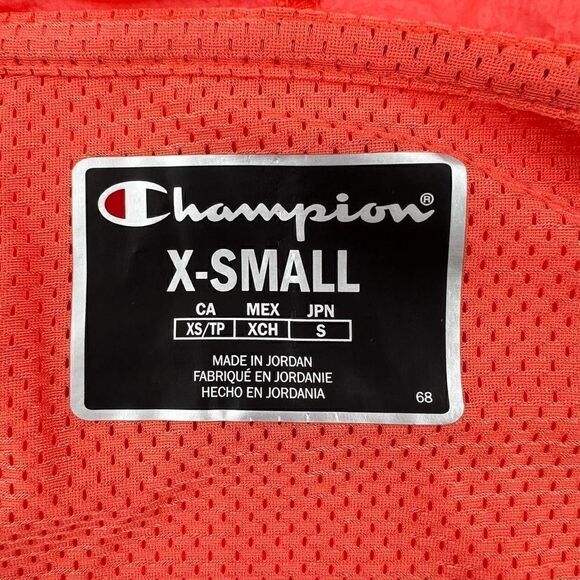 Champion®
X-SMALL
CA MEX JPN
XS/TP XCH S
MADE IN JORDAN
FABRIQUÉ EN JORDANIE
HECHO EN JORDANIA
68